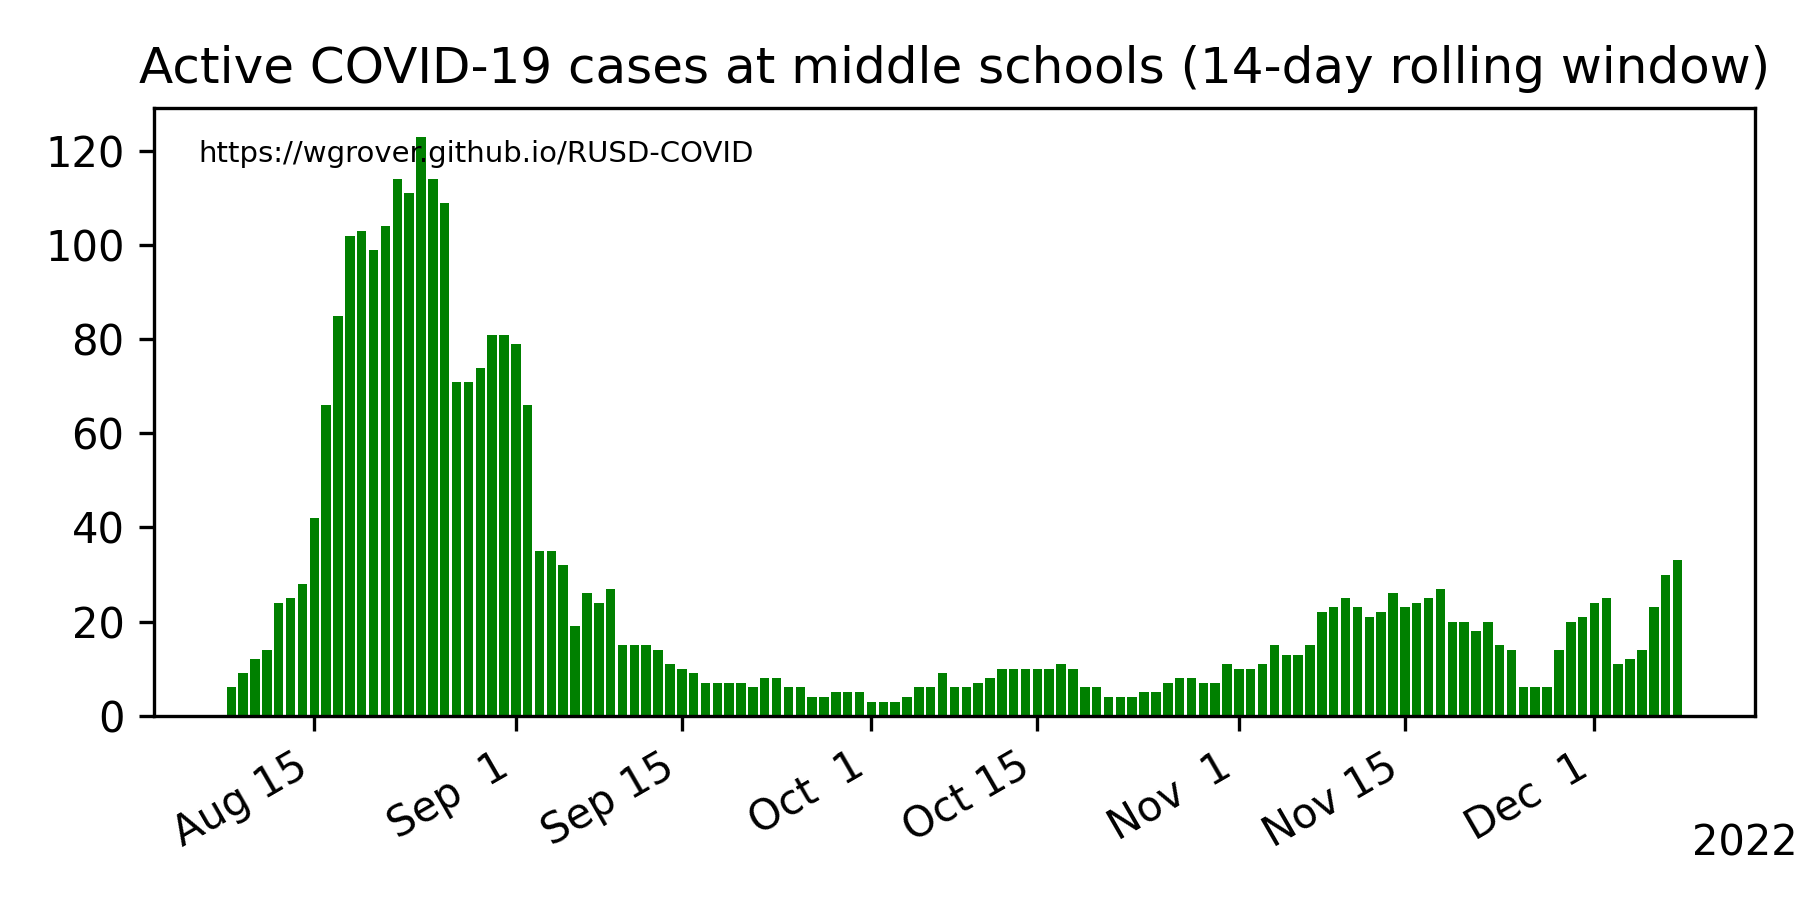 Active COVID-19 cases at middle schools (14-day rolling window)
https://wgrover.github.io/RUSD-COVID
120
100
80
60
40
20
0
Aug 15
Sep 1
Sep 15
Oct 1
Oct 15
Nov 1
Nov 15
Dec 1
2022